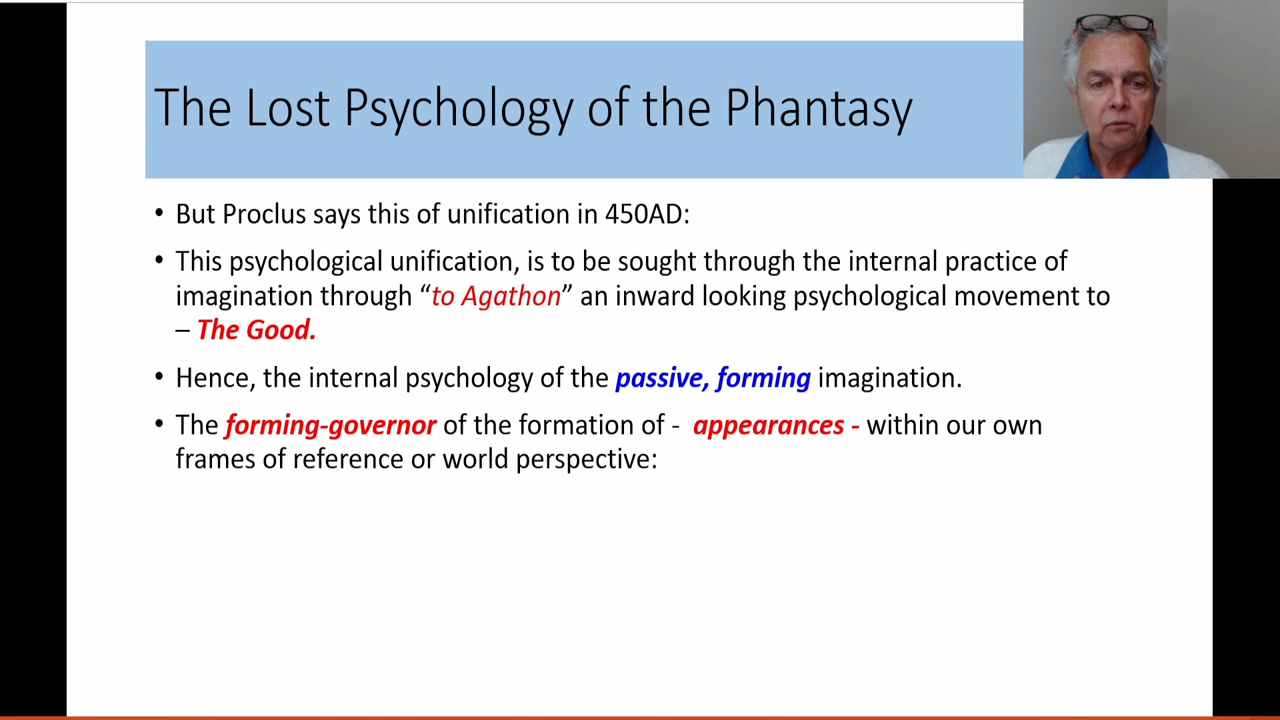 The Lost Psychology of the Phantasy
• But Proclus says this of unification in 450AD:
• This psychological unification, is to be sought through the internal practice of
imagination through “to Agathon” an inward looking psychological movement to
– The Good.
• Hence, the internal psychology of the passive, forming imagination.
• The forming-governor of the formation of - appearances - within our own
frames of reference or world perspective: